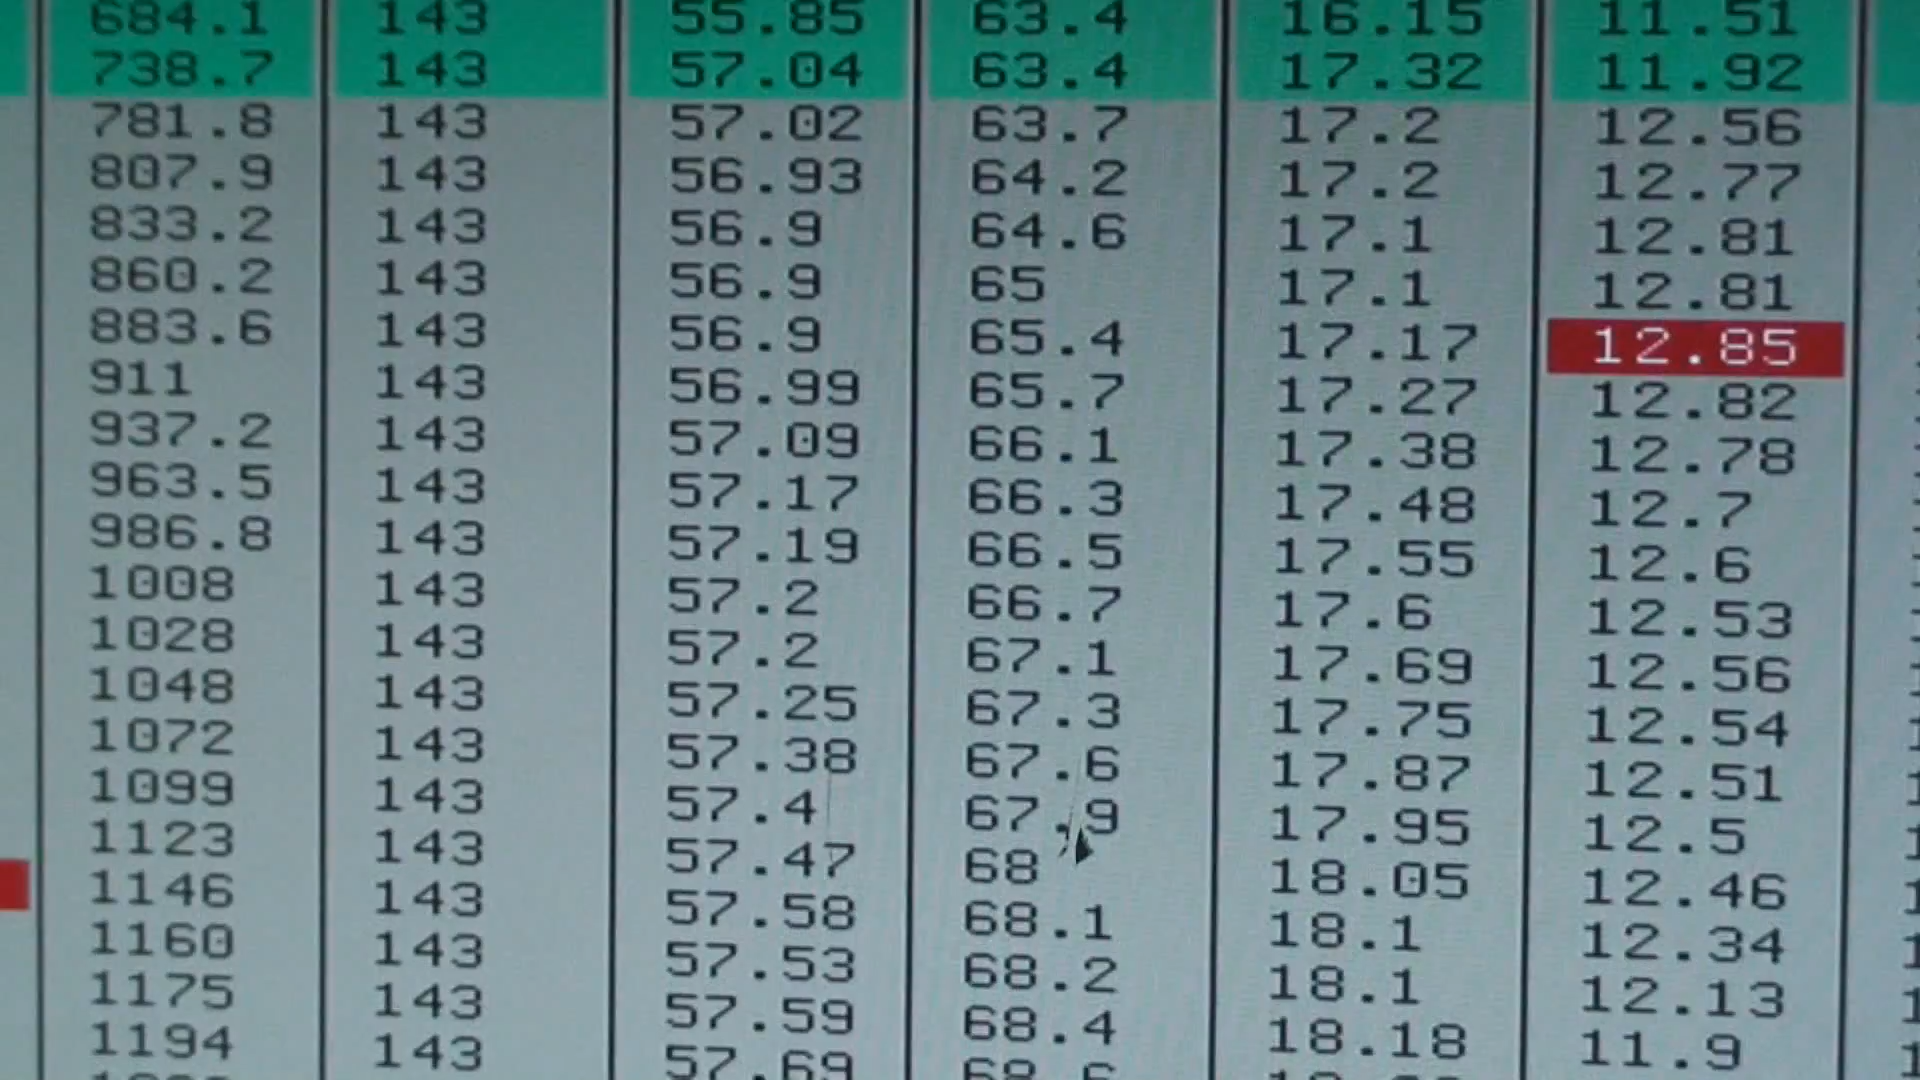 684.1 143 55.85 63.4 16.15 11.51
738.7 143 57.04 63.4 17.32 11.92
781.8 143 57.02 63.7 17.2 12.56
807.9 143 56.93 64.2 17.2 12.77
833.2 143 56.9 64.6 17.1 12.81
860.2 143 56.9 65 17.1 12.81
883.6 143 56.9 65.4 17.17 12.85
911 143 56.99 65.7 17.27 12.82
937.2 143 57.09 66.1 17.38 12.78
963.5 143 57.17 66.3 17.48 12.7
986.8 143 57.19 66.5 17.55 12.6
1008 143 57.2 66.7 17.6 12.53
1028 143 57.2 67.1 17.69 12.56
1048 143 57.25 67.3 17.75 12.54
1072 143 57.38 67.6 17.87 12.51
1099 143 57.4 67.9 17.95 12.5
1123 143 57.47 68 18.05 12.46
1146 143 57.58 68.1 18.1 12.34
1160 143 57.53 68.2 18.1 12.13
1175 143 57.59 68.4 18.18 11.9
1194 143 57.69